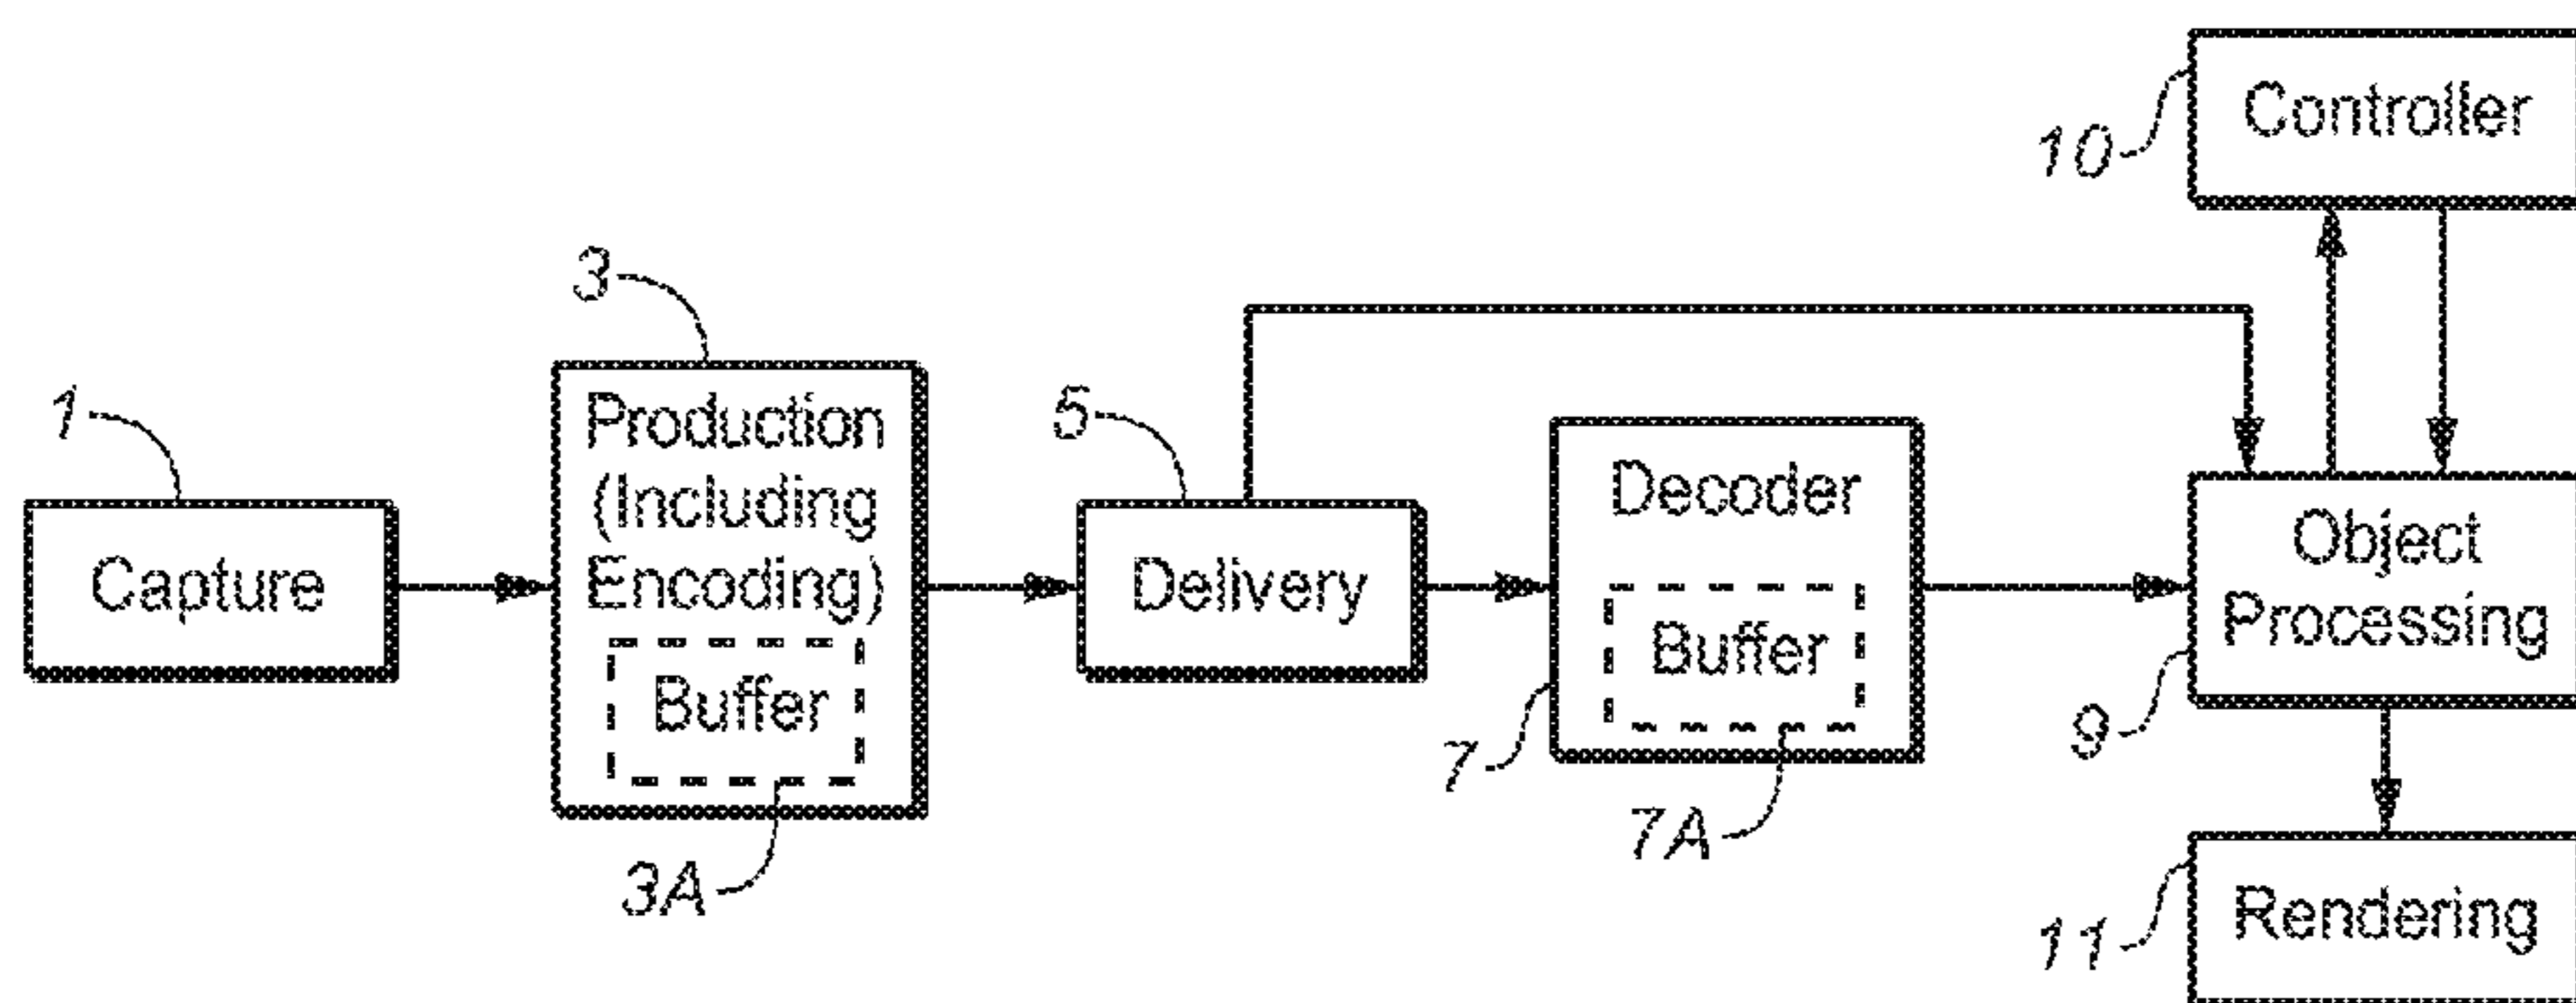 Controller
10
3
1
5
Production
(Including
Encoding)
Buffer
Decoder
Buffer
Capture
Delivery
Object
Processing
7
7A
9
3A
11
Rendering